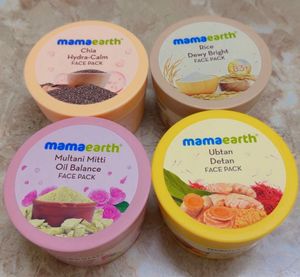 mamaearth
Chia
Hydra-Calm
FACE PACK
mamaearth
Rice
Dewy Bright
FACE PACK
mamaearth
Multani Mitti
Oil Balance
FACE PACK
mamaearth
Ubtan
Detan
FACE PACK